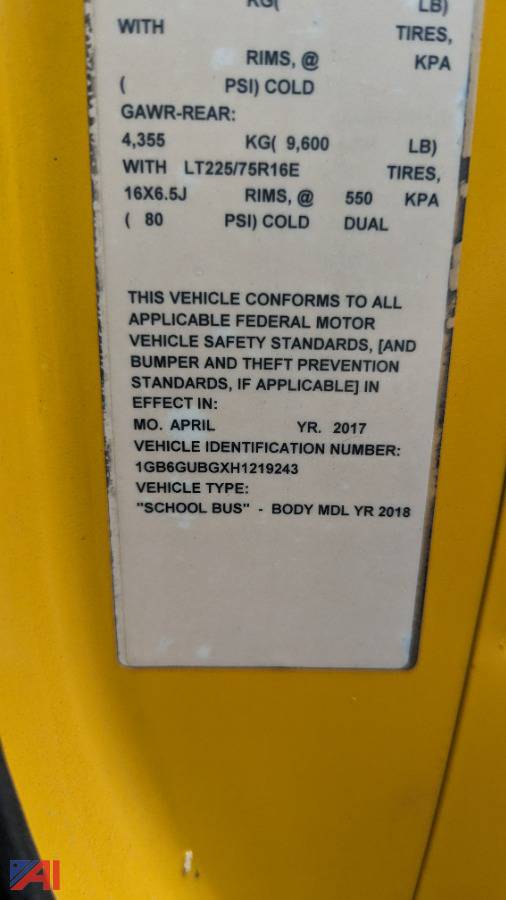 KG( LB)
WITH TIRES,
RIMS, @ KPA
( PSI) COLD
GAWR-REAR:
4,355 KG( 9,600 LB)
WITH LT225/75R16E TIRES,
16X6.5J RIMS, @ 550 KPA
( 80 PSI) COLD DUAL
THIS VEHICLE CONFORMS TO ALL
APPLICABLE FEDERAL MOTOR
VEHICLE SAFETY STANDARDS, [AND
BUMPER AND THEFT PREVENTION
STANDARDS, IF APPLICABLE] IN
EFFECT IN:
MO. APRIL YR. 2017
VEHICLE IDENTIFICATION NUMBER:
1GB6GUBGXH1219243
VEHICLE TYPE:
"SCHOOL BUS" - BODY MDL YR 2018
AI